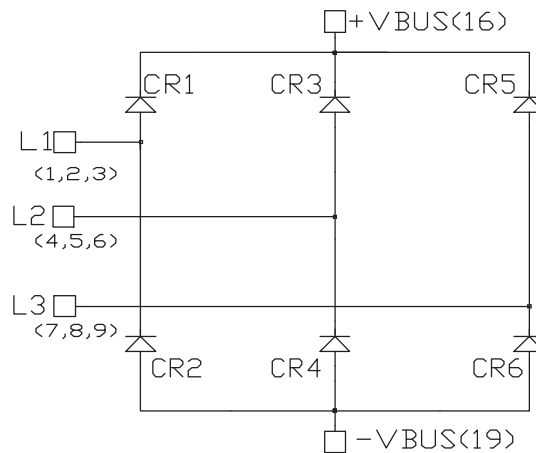 +VBUS(16)
CR1 CR3 CR5
L1
(1,2,3)
L2
(4,5,6)
L3
(7,8,9)
CR2 CR4 CR6
-VBUS(19)